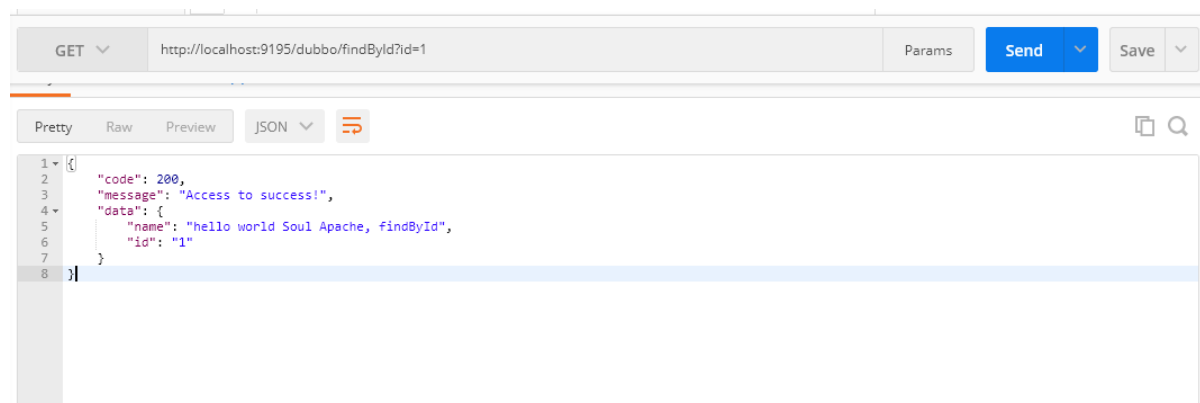 GET http://localhost:9195/dubbo/findById?id=1 Params Send Save
Pretty Raw Preview JSON
1 {
2 "code": 200,
3 "message": "Access to success!",
4 "data": {
5 "name": "hello world Soul Apache, findById",
6 "id": "1"
7 }
8 }